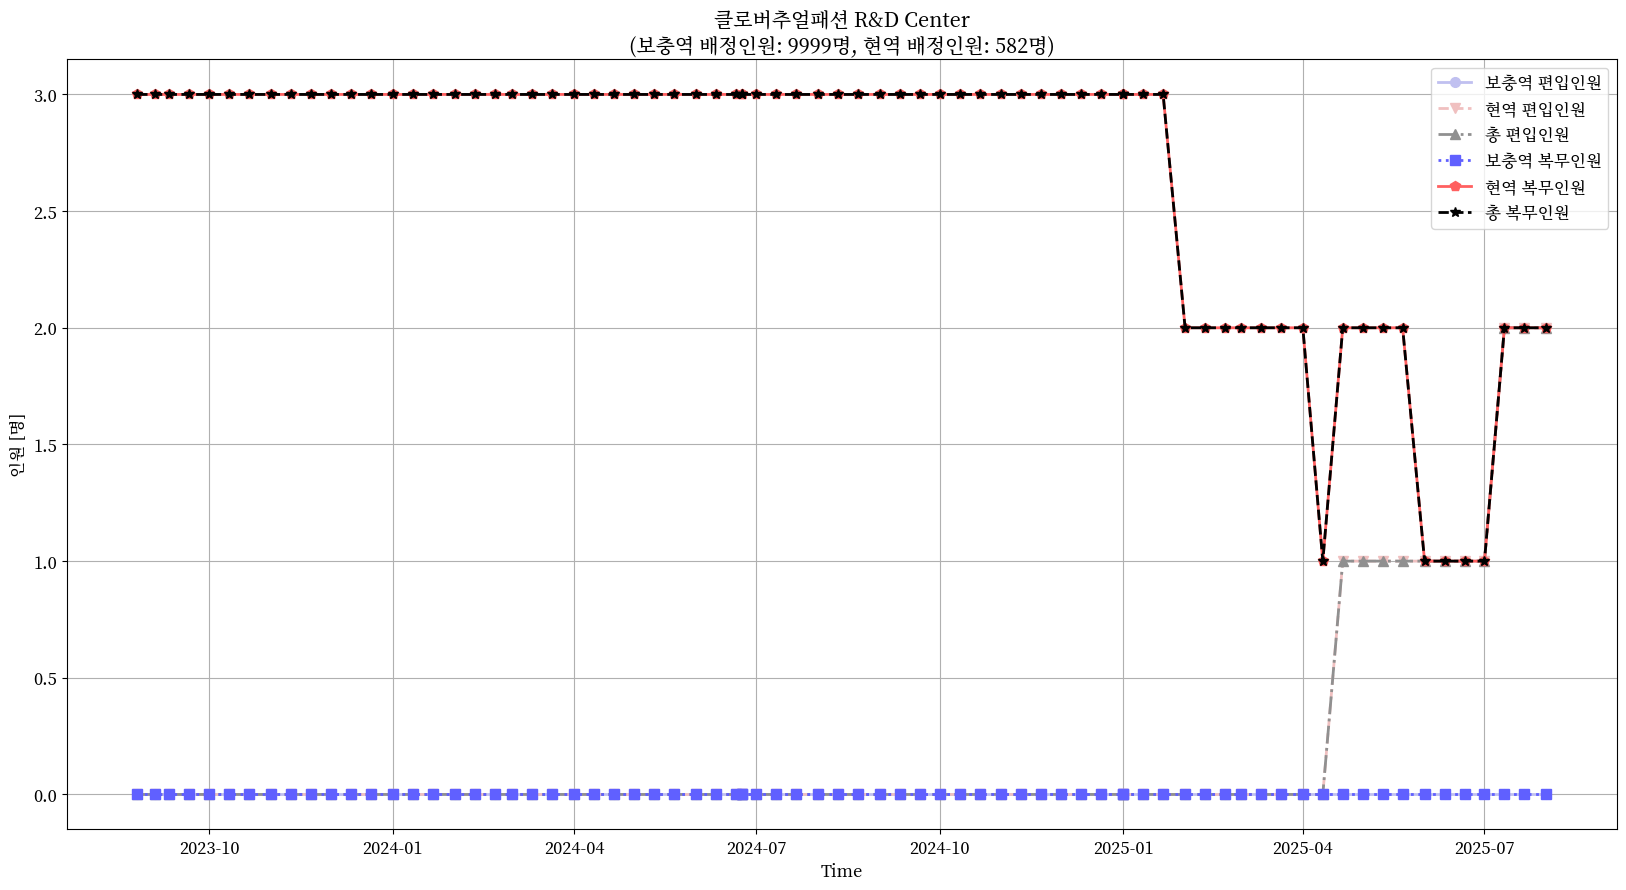 클로버추얼패션 R&D Center
(보충역 배정인원: 9999명, 현역 배정인원: 582명)
보충역 편입인원
현역 편입인원
총 편입인원
보충역 복무인원
현역 복무인원
총 복무인원
인원 [명]
3.0
2.5
2.0
1.5
1.0
0.5
0.0
2023-10
2024-01
2024-04
2024-07
2024-10
2025-01
2025-04
2025-07
Time